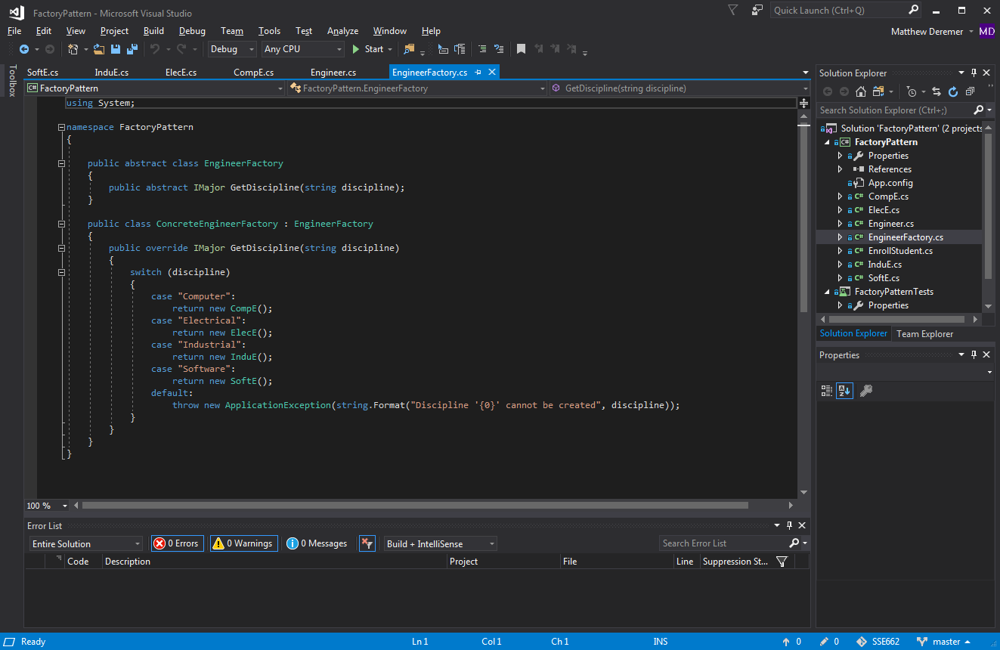 FactoryPattern - Microsoft Visual Studio
Quick Launch (Ctrl+Q)
File Edit View Project Build Debug Team Tools Test Analyze Window Help
Matthew Deremer MD
Debug Any CPU Start
Toolbox
SoftE.cs InduE.cs ElecE.cs CompE.cs Engineer.cs EngineerFactory.cs
C# FactoryPattern FactoryPattern.EngineerFactory GetDiscipline(string discipline)
using System;
namespace FactoryPattern
{
public abstract class EngineerFactory
{
public abstract IMajor GetDiscipline(string discipline);
}
public class ConcreteEngineerFactory : EngineerFactory
{
public override IMajor GetDiscipline(string discipline)
{
switch (discipline)
{
case "Computer":
return new CompE();
case "Electrical":
return new ElecE();
case "Industrial":
return new InduE();
case "Software":
return new SoftE();
default:
throw new ApplicationException(string.Format("Discipline '{0}' cannot be created", discipline));
}
}
}
}
100 %
Solution Explorer
Search Solution Explorer (Ctrl+;)
Solution 'FactoryPattern' (2 projects
C# FactoryPattern
Properties
References
App.config
C# CompE.cs
C# ElecE.cs
C# Engineer.cs
C# EngineerFactory.cs
C# EnrollStudent.cs
C# InduE.cs
C# SoftE.cs
FactoryPatternTests
Properties
Solution Explorer Team Explorer
Properties
Error List
Entire Solution 0 Errors 0 Warnings 0 Messages Build + IntelliSense Search Error List
Code Description Project File Line Suppression St...
Ready Ln 1 Col 1 Ch 1 INS 0 0 SSE662 master